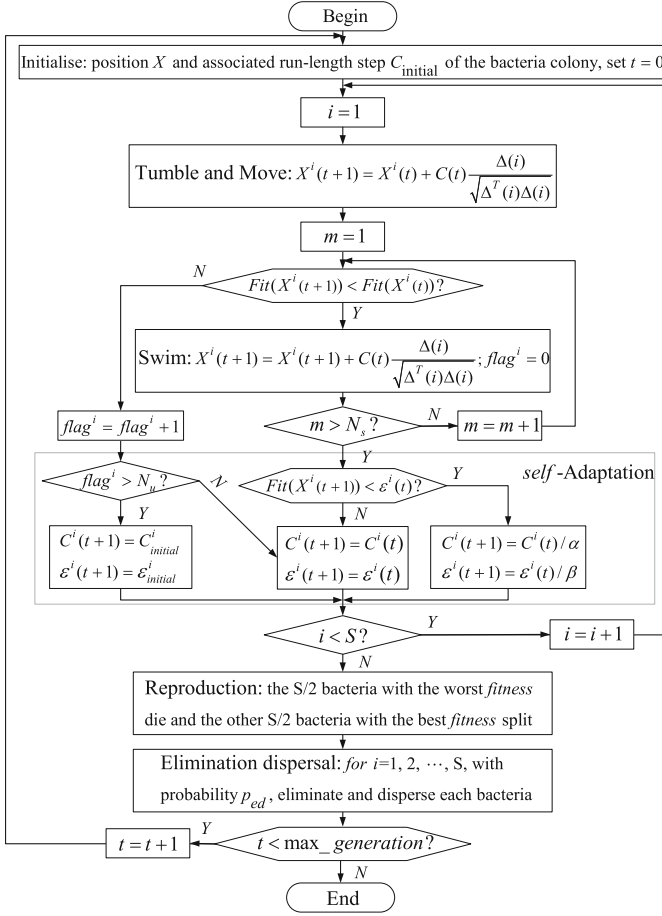 Begin
Initialise: position X and associated run-length step C_initial of the bacteria colony, set t = 0
i = 1
Tumble and Move: X^i(t+1) = X^i(t) + C(t) Δ(i) / √(Δ^T(i)Δ(i))
m = 1
N
Fit(X^i(t+1)) < Fit(X^i(t))?
Y
Swim: X^i(t+1) = X^i(t+1) + C(t) Δ(i) / √(Δ^T(i)Δ(i)); flag^i = 0
flag^i = flag^i + 1
m > N_s?
N
m = m + 1
Y
self-Adaptation
flag^i > N_u?
N
Fit(X^i(t+1)) < ε^i(t)?
Y
Y
N
C^i(t+1) = C^i_initial
ε^i(t+1) = ε^i_initial
C^i(t+1) = C^i(t)
ε^i(t+1) = ε^i(t)
C^i(t+1) = C^i(t)/α
ε^i(t+1) = ε^i(t)/β
i < S?
Y
i = i + 1
N
Reproduction: the S/2 bacteria with the worst fitness
die and the other S/2 bacteria with the best fitness split
Elimination dispersal: for i=1, 2, ⋯, S, with
probability p_ed, eliminate and disperse each bacteria
t = t + 1
Y
t < max_generation?
N
End